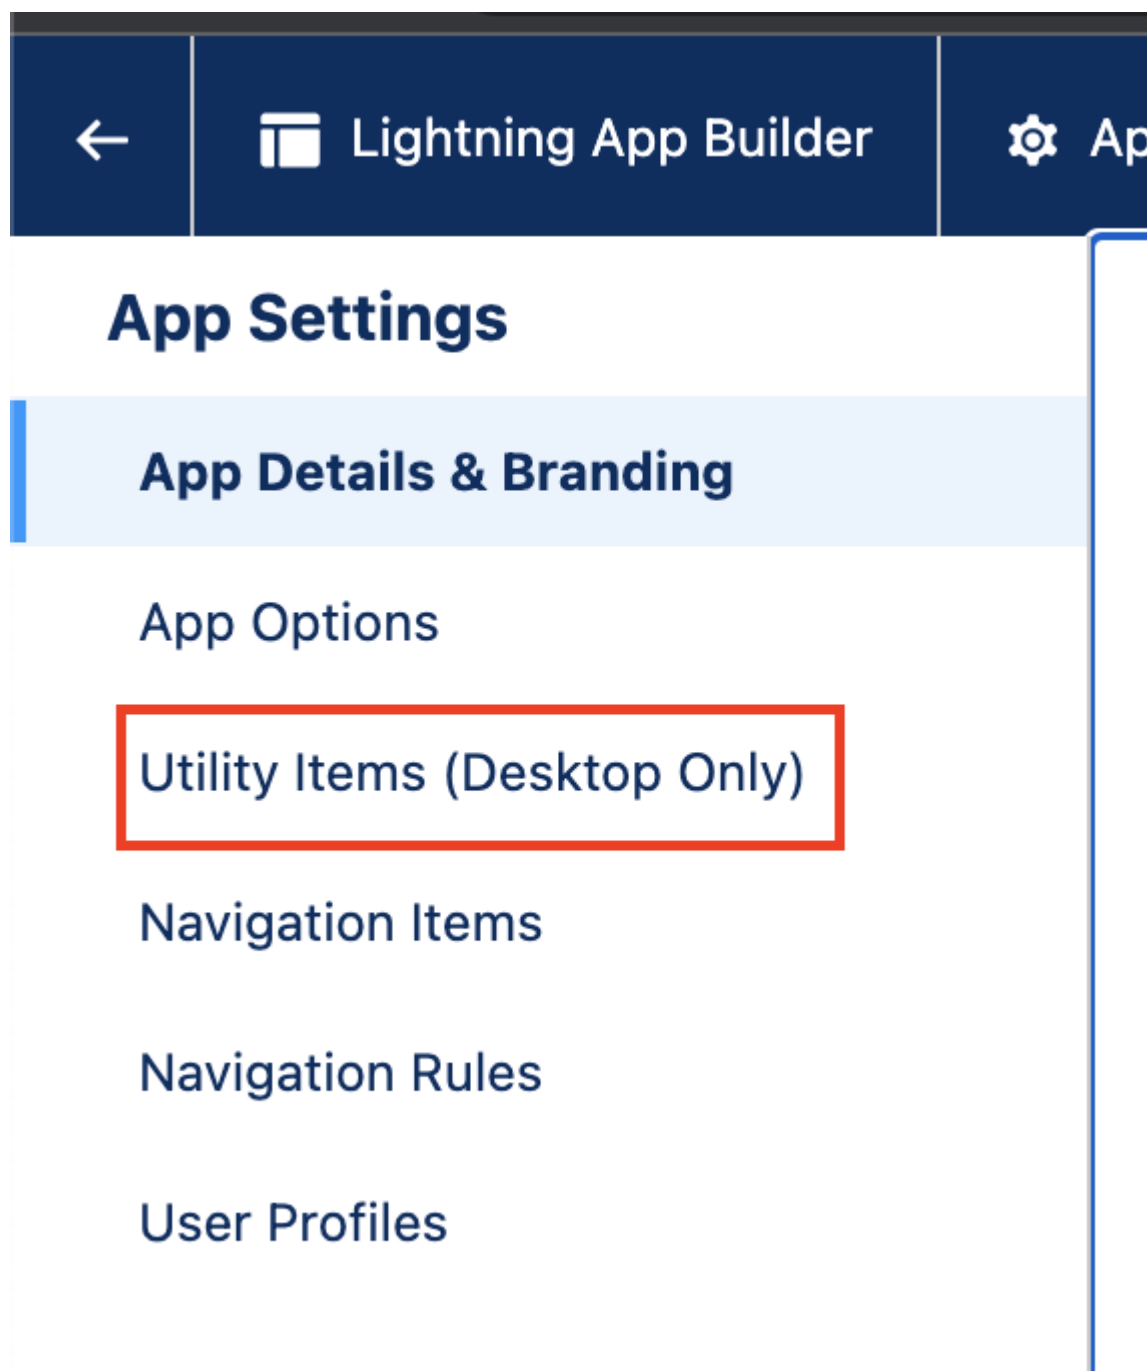 Lightning App Builder
App Settings
App Details & Branding
App Options
Utility Items (Desktop Only)
Navigation Items
Navigation Rules
User Profiles